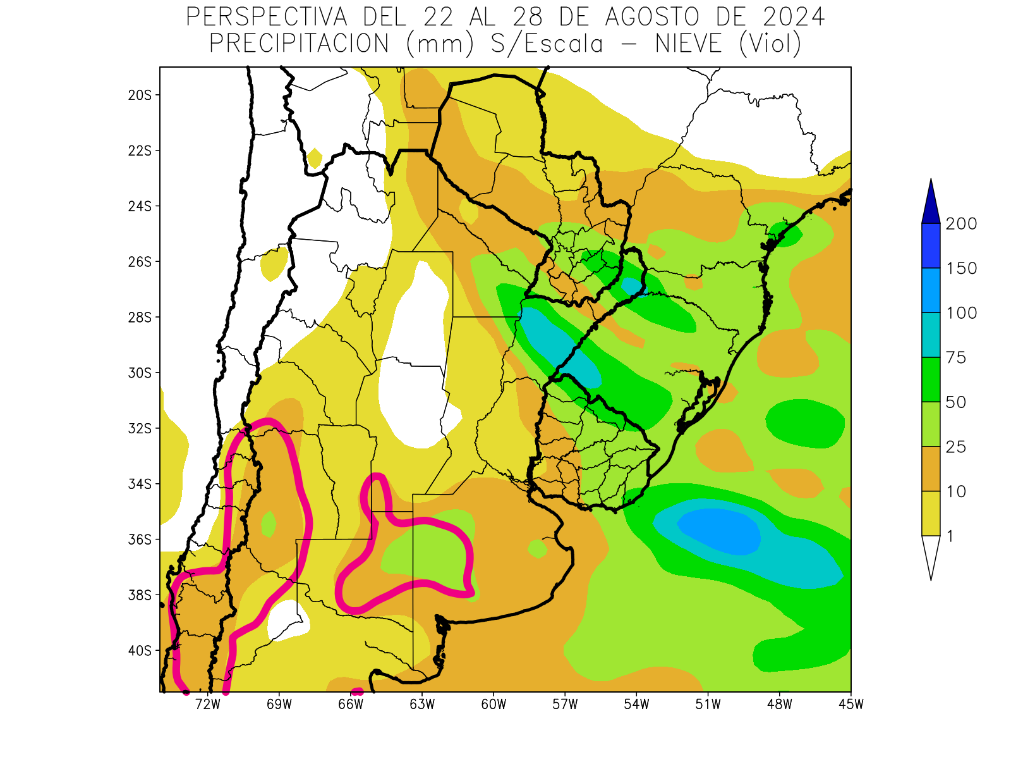 PERSPECTIVA DEL 22 AL 28 DE AGOSTO DE 2024
PRECIPITACION (mm) S/Escala – NIEVE (Viol)
20S
22S
24S
26S
28S
30S
32S
34S
36S
38S
40S
72W 69W 66W 63W 60W 57W 54W 51W 48W 45W
200
150
100
75
50
25
10
1